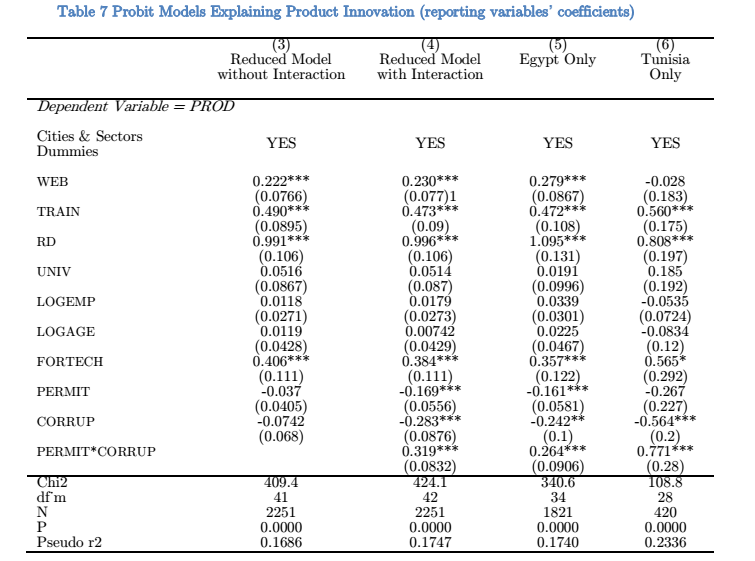 Table 7 Probit Models Explaining Product Innovation (reporting variables' coefficients)
(3) (4) (5) (6)
Reduced Model Reduced Model Egypt Only Tunisia
without Interaction with Interaction Only
Dependent Variable = PROD
Cities & Sectors
Dummies YES YES YES YES
WEB 0.222*** 0.230*** 0.279*** -0.028
(0.0766) (0.077)1 (0.0867) (0.183)
TRAIN 0.490*** 0.473*** 0.472*** 0.560***
(0.0895) (0.09) (0.108) (0.175)
RD 0.991*** 0.996*** 1.095*** 0.808***
(0.106) (0.106) (0.131) (0.197)
UNIV 0.0516 0.0514 0.0191 0.185
(0.0867) (0.087) (0.0996) (0.192)
LOGEMP 0.0118 0.0179 0.0339 -0.0535
(0.0271) (0.0273) (0.0301) (0.0724)
LOGAGE 0.0119 0.00742 0.0225 -0.0834
(0.0428) (0.0429) (0.0467) (0.12)
FORTECH 0.406*** 0.384*** 0.357*** 0.565*
(0.111) (0.111) (0.122) (0.292)
PERMIT -0.037 -0.169*** -0.161*** -0.267
(0.0405) (0.0556) (0.0581) (0.227)
CORRUP -0.0742 -0.283*** -0.242** -0.564***
(0.068) (0.0876) (0.1) (0.2)
PERMIT*CORRUP 0.319*** 0.264*** 0.771***
(0.0832) (0.0906) (0.28)
Chi2 409.4 424.1 340.6 108.8
df m 41 42 34 28
N 2251 2251 1821 420
P 0.0000 0.0000 0.0000 0.0000
Pseudo r2 0.1686 0.1747 0.1740 0.2336